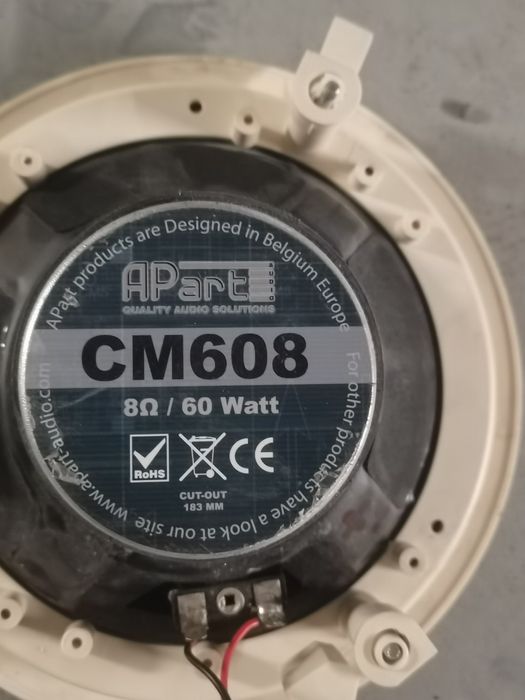 APart products are Designed in Belgium Europe
APart audio
QUALITY AUDIO SOLUTIONS
CM608
8Ω / 60 Watt
RoHS
CE
CUT-OUT
183 MM
For other products have a look at our site www.apart-audio.com